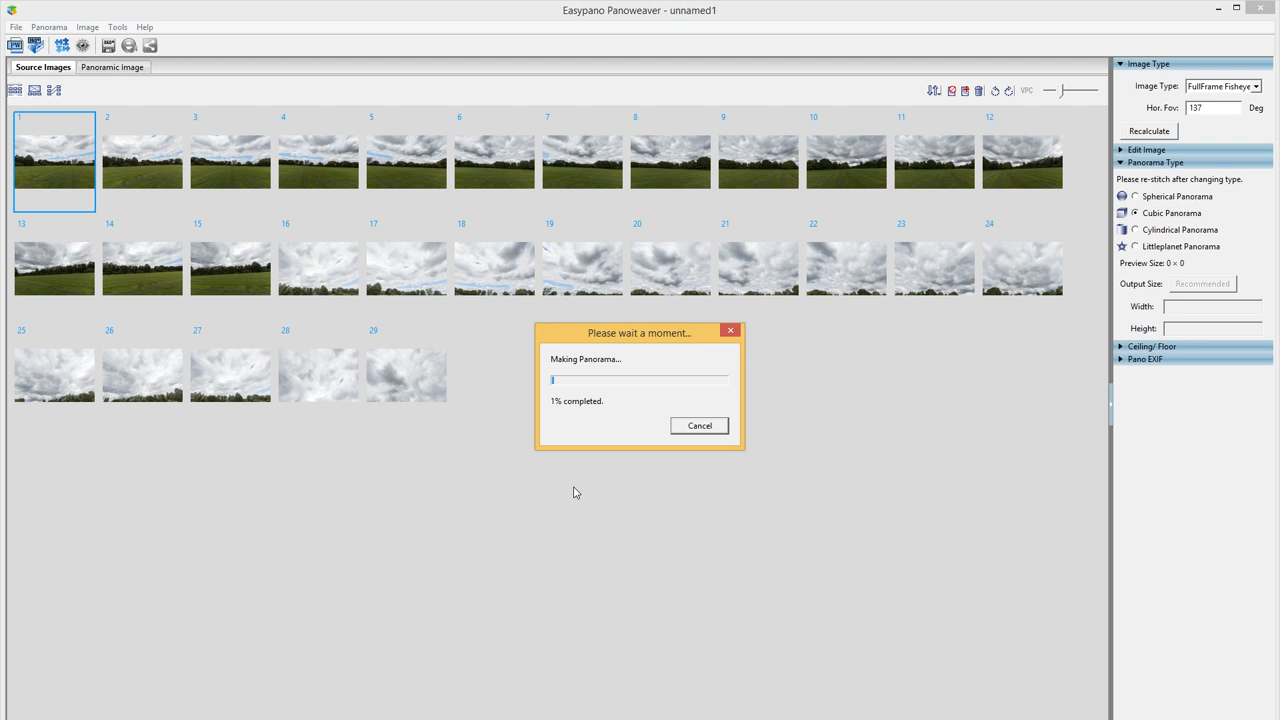 Easypano Panoweaver - unnamed1
File Panorama Image Tools Help
Source Images Panoramic Image
VPC
1 2 3 4 5 6 7 8 9 10 11 12
13 14 15 16 17 18 19 20 21 22 23 24
25 26 27 28 29
Please wait a moment...
Making Panorama...
1% completed.
Cancel
Image Type
Image Type: FullFrame Fisheye
Hor. Fov: 137 Deg
Recalculate
Edit Image
Panorama Type
Please re-stitch after changing type.
Spherical Panorama
Cubic Panorama
Cylindrical Panorama
Littleplanet Panorama
Preview Size: 0 × 0
Output Size: Recommended
Width:
Height:
Ceiling/ Floor
Pano EXIF